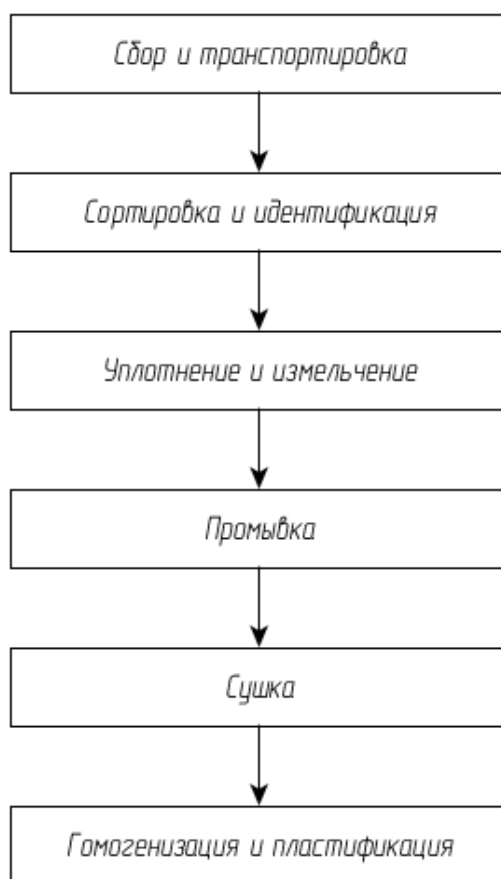 Сбор и транспортировка
Сортировка и идентификация
Уплотнение и измельчение
Промывка
Сушка
Гомогенизация и пластификация